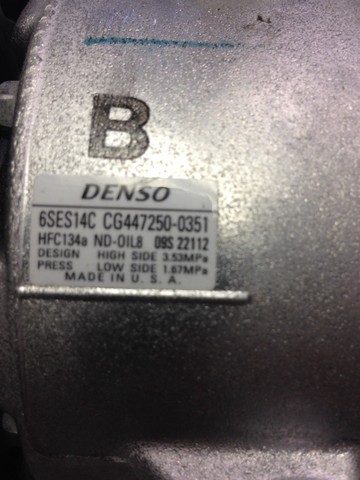 B
DENSO
6SES14C CG447250-0351
HFC134a ND-OIL8 09S 22112
DESIGN HIGH SIDE 3.53MPa
PRESS LOW SIDE 1.67MPa
MADE IN U.S.A.